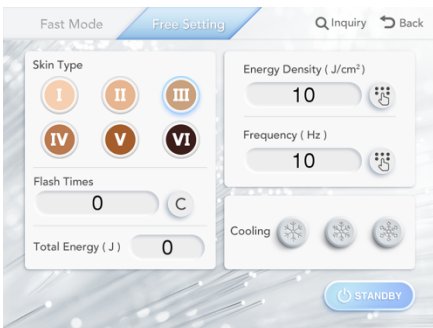 Fast Mode
Free Setting
Inquiry
Back
Skin Type
I II III
IV V VI
Flash Times
0 C
Total Energy ( J ) 0
Energy Density ( J/cm² )
10
Frequency ( Hz )
10
Cooling
STANDBY